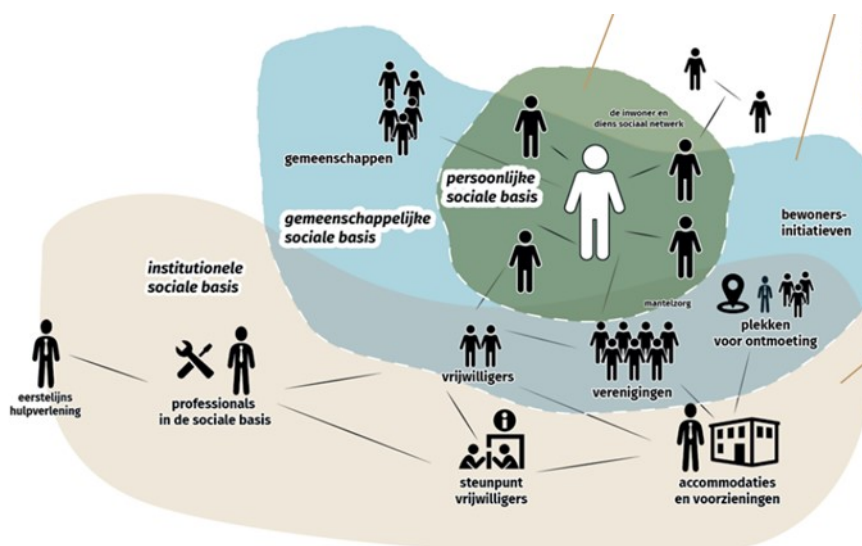 de inwoner en
diens sociaal netwerk
gemeenschappen
persoonlijke
sociale basis
gemeenschappelijke
sociale basis
bewoners-
initiatieven
institutionele
sociale basis
mantelzorg
plekken
voor ontmoeting
vrijwilligers
verenigingen
eerstelijns
hulpverlening
professionals
in de sociale basis
steunpunt
vrijwilligers
accommodaties
en voorzieningen